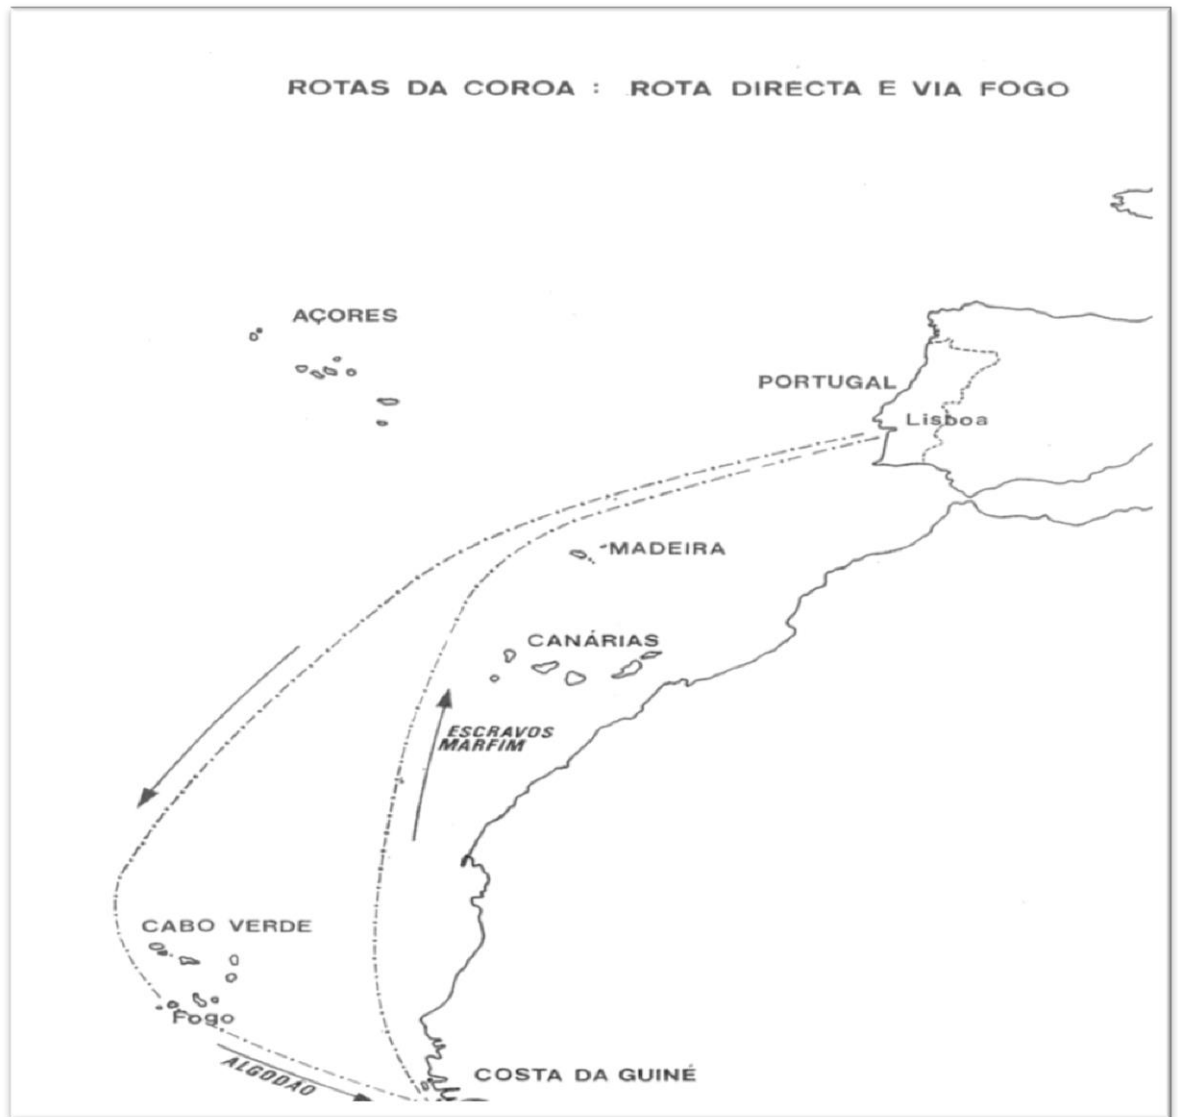 ROTAS DA COROA : ROTA DIRECTA E VIA FOGO
AÇORES
PORTUGAL
Lisboa
MADEIRA
CANÁRIAS
ESCRAVOS
MARFIM
CABO VERDE
Fogo
ALGODÃO
COSTA DA GUINÉ